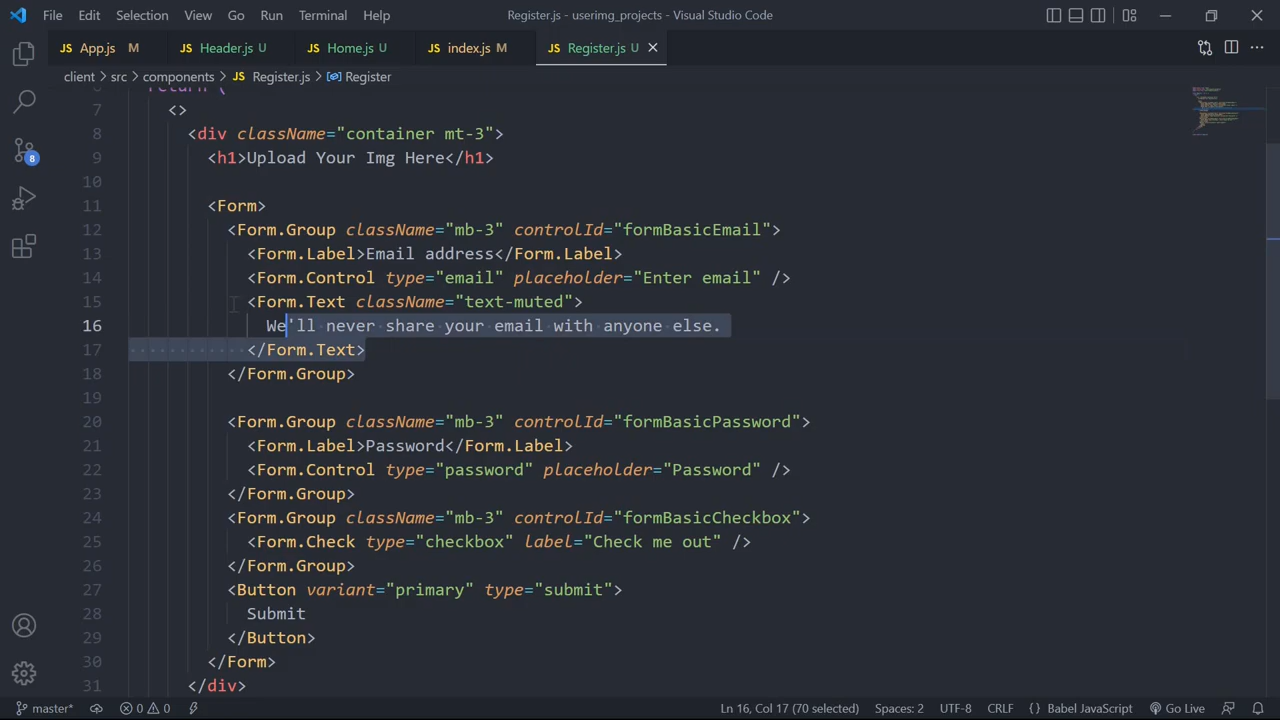 File Edit Selection View Go Run Terminal Help Register.js - userimg_projects - Visual Studio Code
JS App.js M JS Header.js U JS Home.js U JS index.js M JS Register.js U
client > src > components > JS Register.js > Register
return (
7 <>
8 <div className="container mt-3">
9 <h1>Upload Your Img Here</h1>
10
11 <Form>
12 <Form.Group className="mb-3" controlId="formBasicEmail">
13 <Form.Label>Email address</Form.Label>
14 <Form.Control type="email" placeholder="Enter email" />
15 <Form.Text className="text-muted">
16 We'll never share your email with anyone else.
17 </Form.Text>
18 </Form.Group>
19
20 <Form.Group className="mb-3" controlId="formBasicPassword">
21 <Form.Label>Password</Form.Label>
22 <Form.Control type="password" placeholder="Password" />
23 </Form.Group>
24 <Form.Group className="mb-3" controlId="formBasicCheckbox">
25 <Form.Check type="checkbox" label="Check me out" />
26 </Form.Group>
27 <Button variant="primary" type="submit">
28 Submit
29 </Button>
30 </Form>
31 </div>
8
master* 0 0 Ln 16, Col 17 (70 selected) Spaces: 2 UTF-8 CRLF {} Babel JavaScript Go Live